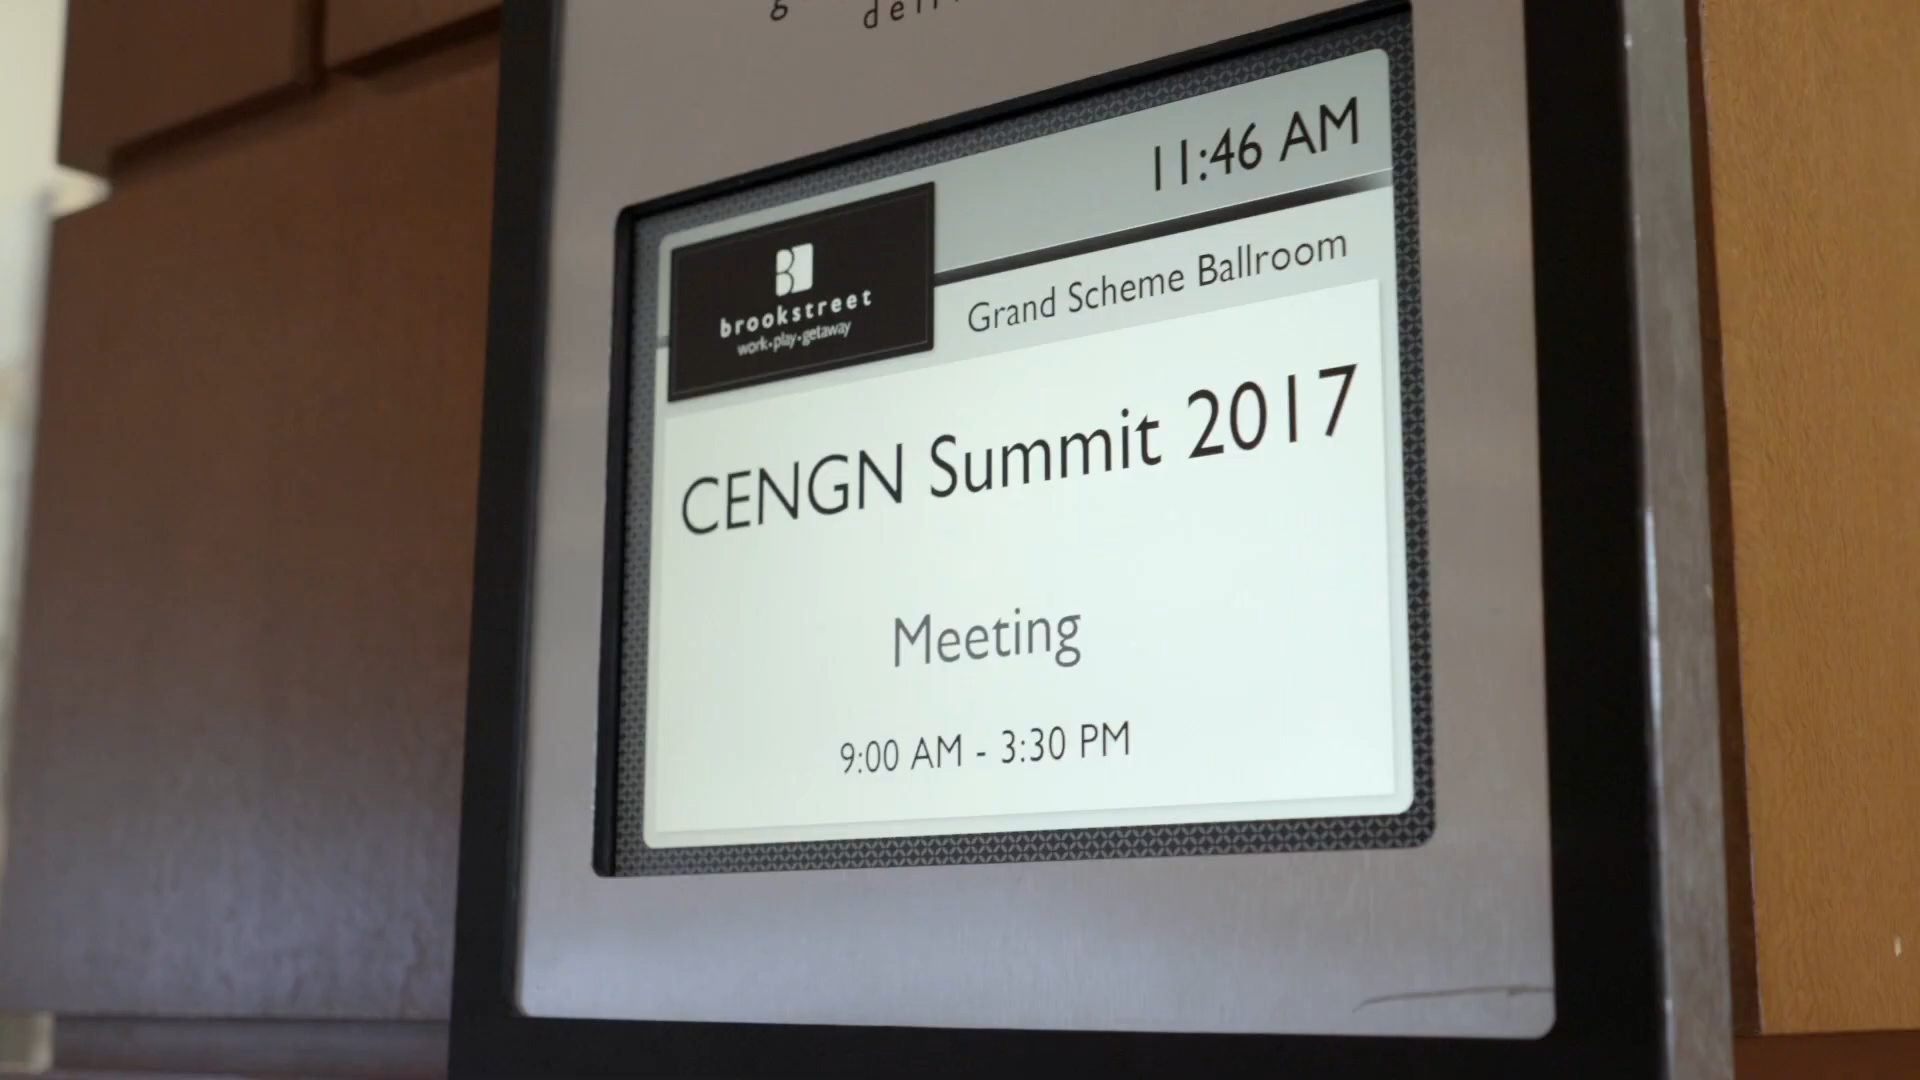 11:46 AM
brookstreet
work•play•getaway
Grand Scheme Ballroom
CENGN Summit 2017
Meeting
9:00 AM - 3:30 PM